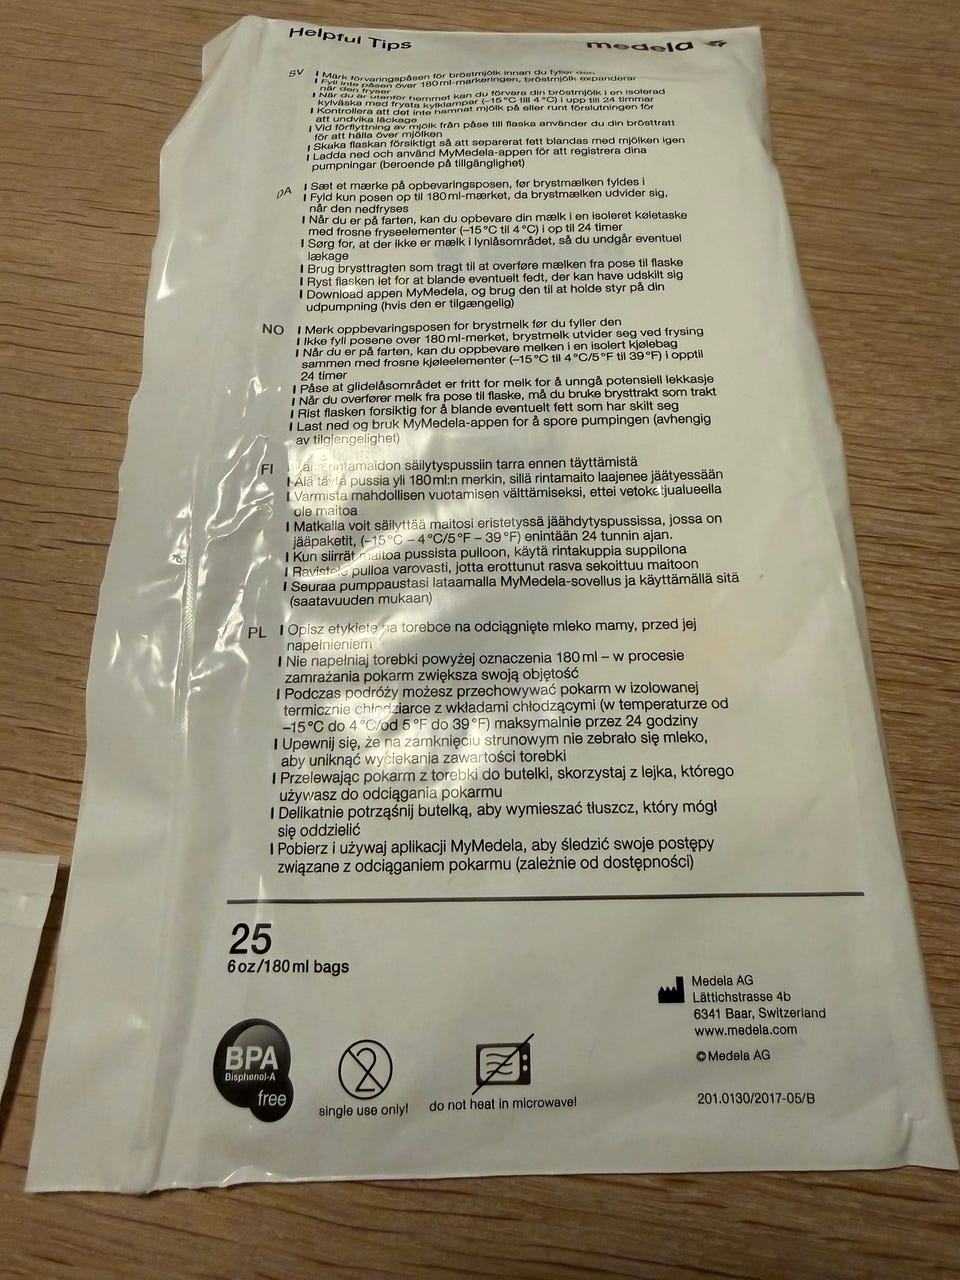 Helpful Tips
medela
SV
I Märk förvaringspåsen för bröstmjölk innan du fyller den
I Fyll inte påsen över 180 ml-markeringen, bröstmjölk expanderar
när den fryser
I När du är utanför hemmet kan du förvara din bröstmjölk i en isolerad
kylväska med frysta kylklampar (–15 °C till 4 °C) i upp till 24 timmar
I Kontrollera att det inte hamnat mjölk på eller runt förslutningen för
att undvika läckage
I Vid förflyttning av mjölk från påse till flaska använder du din brösttratt
för att hälla över mjölken
I Skaka flaskan försiktigt så att separerat fett blandas med mjölken igen
I Ladda ned och använd MyMedela-appen för att registrera dina
pumpningar (beroende på tillgänglighet)
DA
I Sæt et mærke på opbevaringsposen, før brystmælken fyldes i
I Fyld kun posen op til 180 ml-mærket, da brystmælken udvider sig,
når den nedfryses
I Når du er på farten, kan du opbevare din mælk i en isoleret køletaske
med frosne fryseelementer (–15 °C til 4 °C) i op til 24 timer
I Sørg for, at der ikke er mælk i lynlåsområdet, så du undgår eventuel
lækage
I Brug brysttragten som tragt til at overføre mælken fra pose til flaske
I Ryst flasken let for at blande eventuelt fedt, der kan have udskilt sig
I Download appen MyMedela, og brug den til at holde styr på din
udpumpning (hvis den er tilgængelig)
NO
I Merk oppbevaringsposen for brystmelk før du fyller den
I Ikke fyll posene over 180 ml-merket, brystmelk utvider seg ved frysing
I Når du er på farten, kan du oppbevare melken i en isolert kjølebag
sammen med frosne kjøleelementer (–15 °C til 4 °C/5 °F til 39 °F) i opptil
24 timer
I Påse at glidelåsområdet er fritt for melk for å unngå potensiell lekkasje
I Når du overfører melk fra pose til flaske, må du bruke brysttrakt som trakt
I Rist flasken forsiktig for å blande eventuelt fett som har skilt seg
I Last ned og bruk MyMedela-appen for å spore pumpingen (avhengig
av tilgjengelighet)
FI
rintamaidon säilytyspussiin tarra ennen täyttämistä
I Älä täytä pussia yli 180 ml:n merkin, sillä rintamaito laajenee jäätyessään
I Varmista mahdollisen vuotamisen välttämiseksi, ettei vetoketjualueella
ole maitoa
I Matkalla voit säilyttää maitosi eristetyssä jäähdytyspussissa, jossa on
jääpaketit, (–15 °C – 4 °C/5 °F – 39 °F) enintään 24 tunnin ajan.
I Kun siirrät maitoa pussista pulloon, käytä rintakuppia suppilona
I Ravistele pulloa varovasti, jotta erottunut rasva sekoittuu maitoon
I Seuraa pumppaustasi lataamalla MyMedela-sovellus ja käyttämällä sitä
(saatavuuden mukaan)
PL
I Opisz etykietę na torebce na odciągnięte mleko mamy, przed jej
napełnieniem
I Nie napełniaj torebki powyżej oznaczenia 180 ml – w procesie
zamrażania pokarm zwiększa swoją objętość
I Podczas podróży możesz przechowywać pokarm w izolowanej
termicznie chłodziarce z wkładami chłodzącymi (w temperaturze od
–15 °C do 4 °C/od 5 °F do 39 °F) maksymalnie przez 24 godziny
I Upewnij się, że na zamknięciu strunowym nie zebrało się mleko,
aby uniknąć wyciekania zawartości torebki
I Przelewając pokarm z torebki do butelki, skorzystaj z lejka, którego
używasz do odciągania pokarmu
I Delikatnie potrząśnij butelką, aby wymieszać tłuszcz, który mógł
się oddzielić
I Pobierz i używaj aplikacji MyMedela, aby śledzić swoje postępy
związane z odciąganiem pokarmu (zależnie od dostępności)
25
6 oz/180 ml bags
Medela AG
Lättichstrasse 4b
6341 Baar, Switzerland
www.medela.com
© Medela AG
201.0130/2017-05/B
BPA
Bisphenol-A
free
2
single use only!
do not heat in microwave!